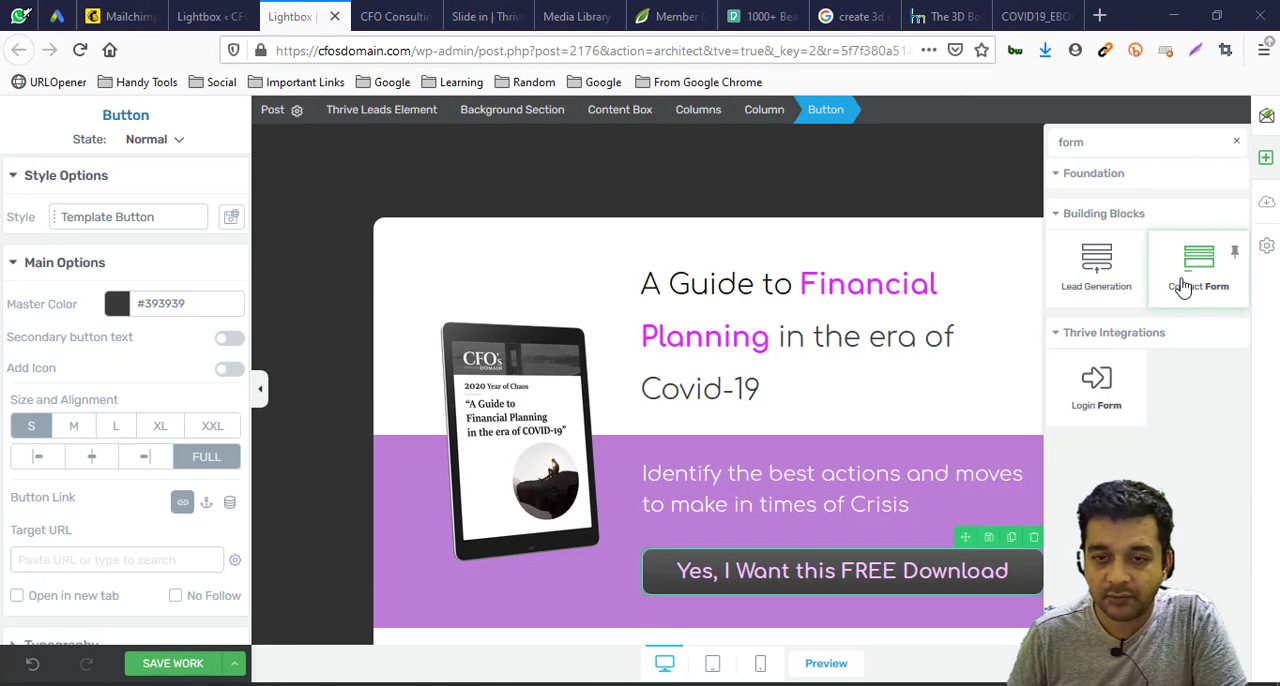 Mailchimp
Lightbox ‹ CFO
Lightbox |
CFO Consultin
Slide in | Thriv
Media Library
Member D
1000+ Bea
create 3d
The 3D Bo
COVID19_EBO
https://cfosdomain.com/wp-admin/post.php?post=2176&action=architect&tve=true&_key=2&r=5f7f380a51
URLOpener
Handy Tools
Social
Important Links
Google
Learning
Random
Google
From Google Chrome
Button
State: Normal
Post
Thrive Leads Element
Background Section
Content Box
Columns
Column
Button
Style Options
Style
Template Button
Main Options
Master Color
#393939
Secondary button text
Add Icon
Size and Alignment
S M L XL XXL
FULL
Button Link
Target URL
Paste URL or type to search
Open in new tab
No Follow
Typography
SAVE WORK
CFO's
DOMAIN
2020 Year of Chaos
“A Guide to
Financial Planning
in the era of COVID-19”
A Guide to Financial
Planning in the era of
Covid-19
Identify the best actions and moves
to make in times of Crisis
Yes, I Want this FREE Download
Preview
form
Foundation
Building Blocks
Lead Generation
Form
Thrive Integrations
Login Form